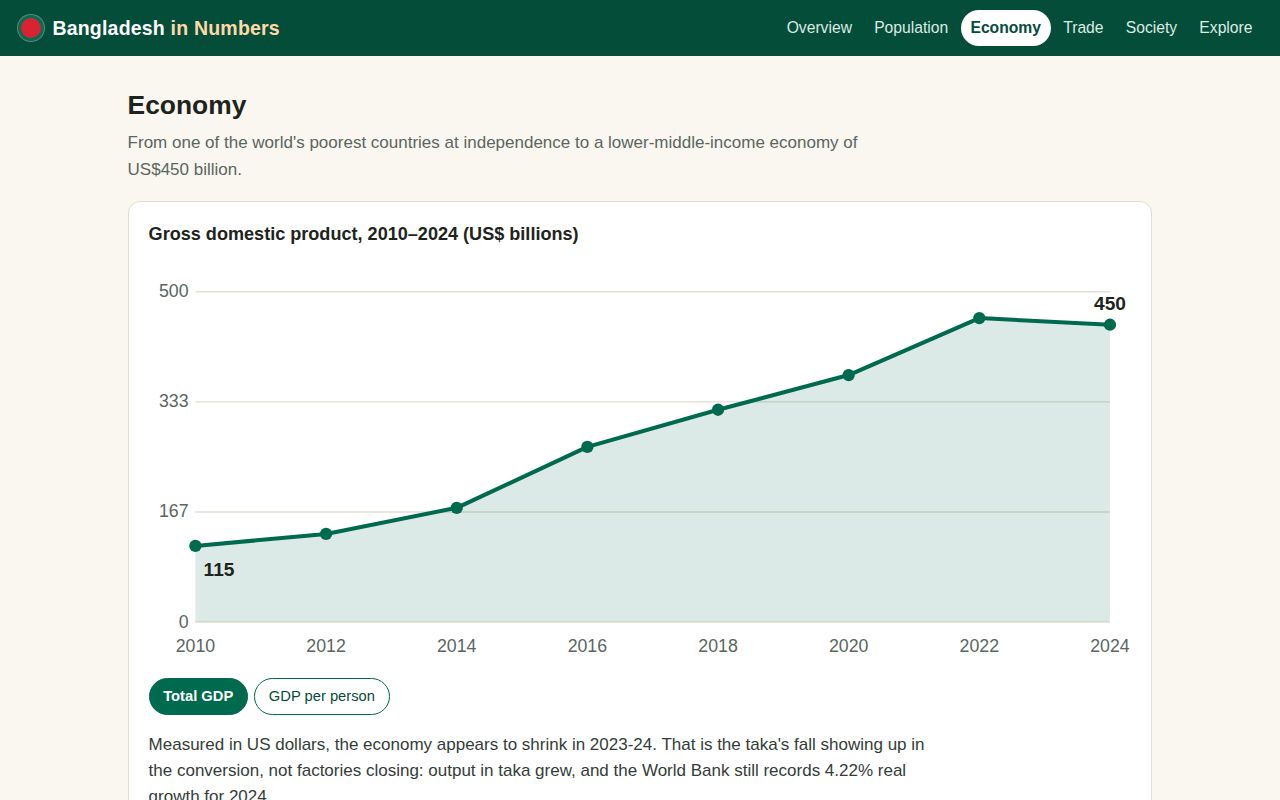 Bangladesh in Numbers
Overview Population Economy Trade Society Explore
Economy
From one of the world's poorest countries at independence to a lower-middle-income economy of
US$450 billion.
Gross domestic product, 2010–2024 (US$ billions)
500
450
333
167
115
0
2010 2012 2014 2016 2018 2020 2022 2024
Total GDP GDP per person
Measured in US dollars, the economy appears to shrink in 2023-24. That is the taka's fall showing up in
the conversion, not factories closing: output in taka grew, and the World Bank still records 4.22% real
growth for 2024.